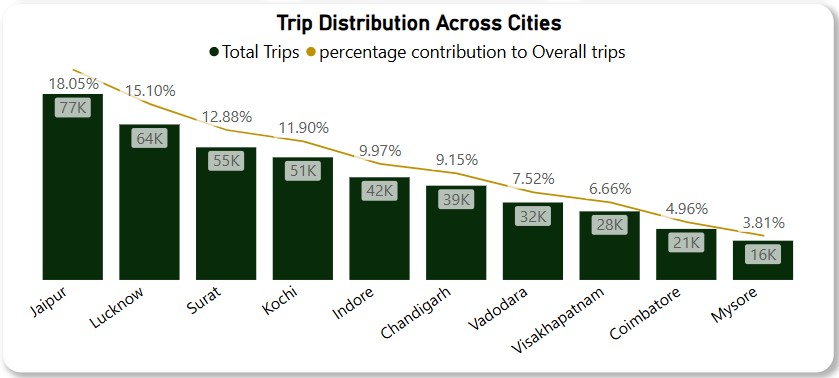 Trip Distribution Across Cities
Total Trips percentage contribution to Overall trips
18.05% 15.10% 12.88% 11.90% 9.97% 9.15% 7.52% 6.66% 4.96% 3.81%
77K 64K 55K 51K 42K 39K 32K 28K 21K 16K
Jaipur Lucknow Surat Kochi Indore Chandigarh Vadodara Visakhapatnam Coimbatore Mysore